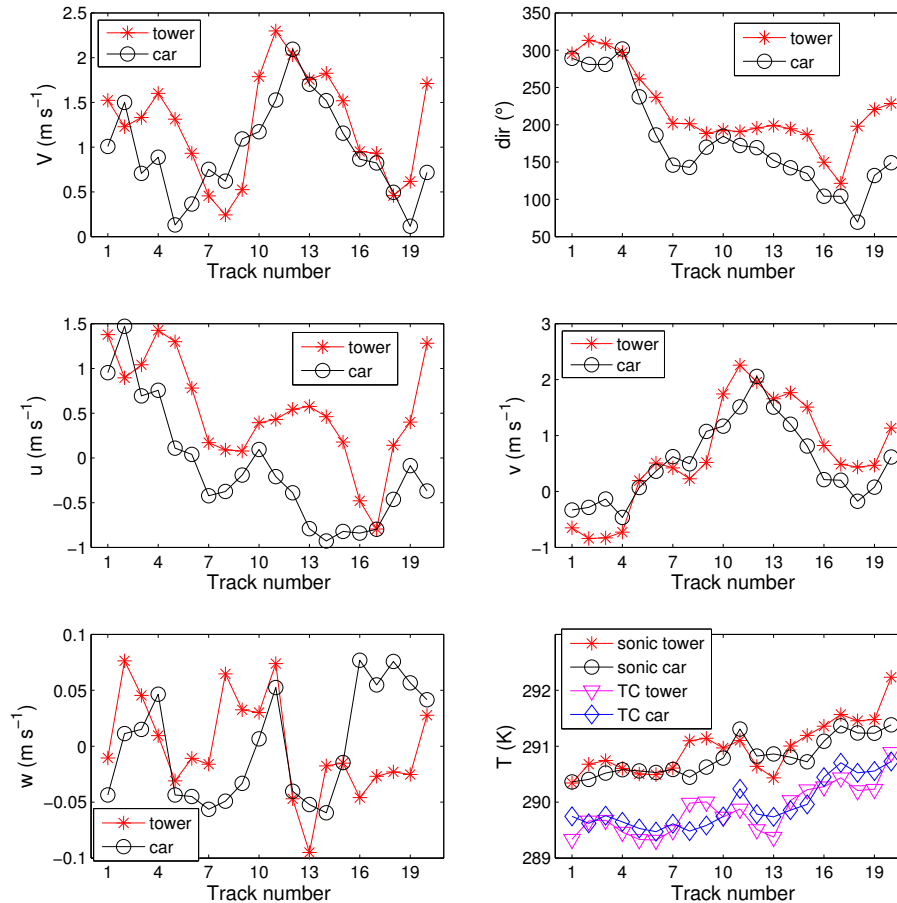 2.5
2
1.5
1
0.5
0
V (m s⁻¹)
tower
car
1 4 7 10 13 16 19
Track number
350
300
250
200
150
100
50
dir (°)
tower
car
1 4 7 10 13 16 19
Track number
1.5
1
0.5
0
−0.5
−1
u (m s⁻¹)
tower
car
1 4 7 10 13 16 19
Track number
3
2
1
0
−1
v (m s⁻¹)
tower
car
1 4 7 10 13 16 19
Track number
0.1
0.05
0
−0.05
−0.1
w (m s⁻¹)
tower
car
1 4 7 10 13 16 19
Track number
292
291
290
289
T (K)
sonic tower
sonic car
TC tower
TC car
1 4 7 10 13 16 19
Track number